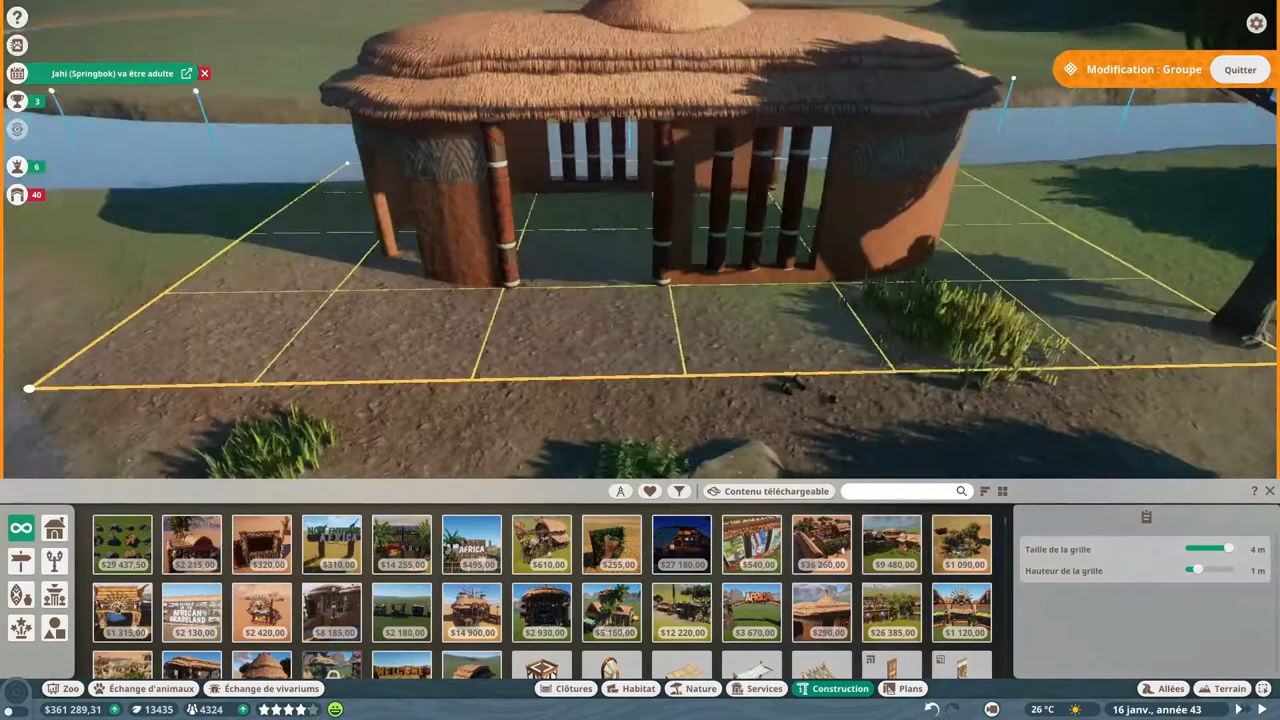 Jahi (Springbok) va être adulte
3
6
40
Modification : Groupe
Quitter
Contenu téléchargeable
$29 437,50
$2 215,00
$320,00
$310,00
$14 255,00
AFRICA
$495,00
$610,00
$255,00
$27 180,00
$540,00
$36 260,00
$9 480,00
$1 090,00
$1 315,00
AFRICAN
GRASSLAND
$2 130,00
$2 420,00
$8 185,00
$2 180,00
$14 900,00
$2 930,00
$5 160,00
$12 220,00
AFRICA
$3 670,00
$290,00
$26 385,00
$1 120,00
WELCOME
Taille de la grille
4 m
Hauteur de la grille
1 m
Zoo
Échange d'animaux
Échange de vivariums
Clôtures
Habitat
Nature
Services
Construction
Plans
Allées
Terrain
$361 289,31
13435
4324
26 °C
16 janv., année 43